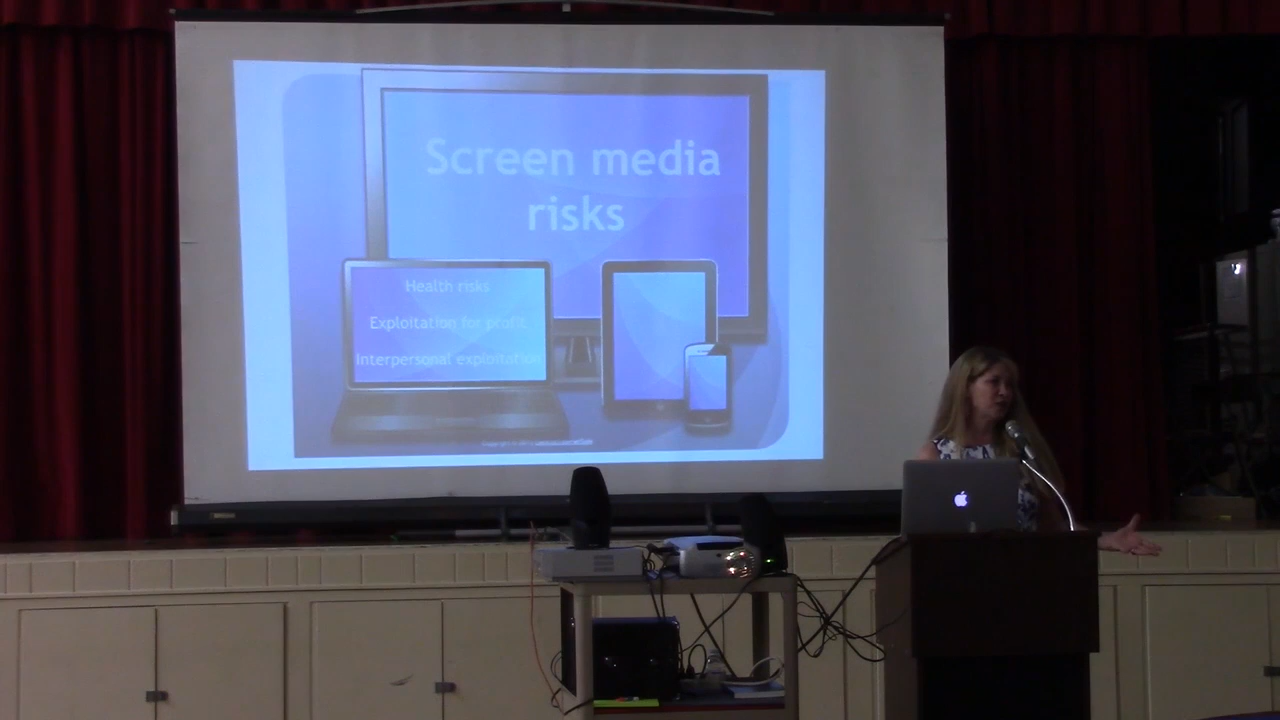 Screen media
risks
Health risks
Exploitation for profit
Interpersonal exploitation